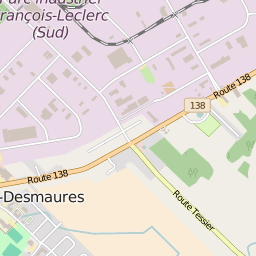 Parc Industriel
François-Leclerc
(Sud)
Route 138
138
Route 138
-Desmaures
Route Tessier